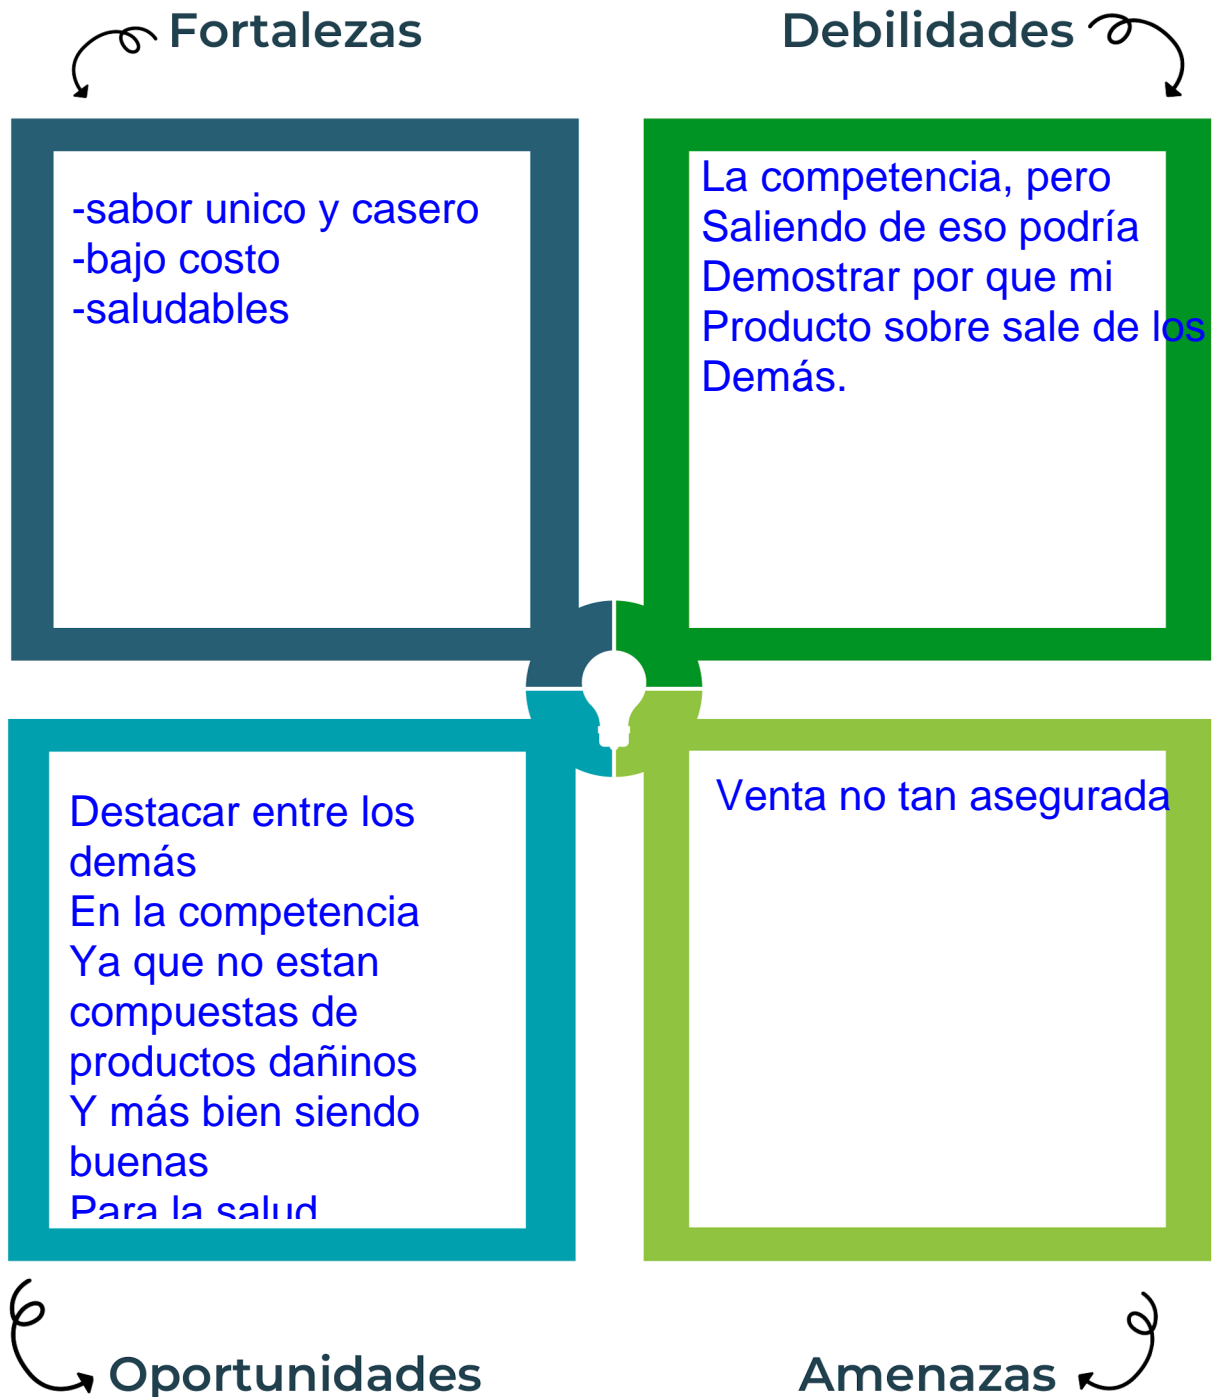 Fortalezas
-sabor unico y casero
-bajo costo
-saludables
Debilidades
La competencia, pero
Saliendo de eso podría
Demostrar por que mi
Producto sobre sale de los
Demás.
Destacar entre los
demás
En la competencia
Ya que no estan
compuestas de
productos dañinos
Y más bien siendo
buenas
Para la salud
Oportunidades
Venta no tan asegurada
Amenazas